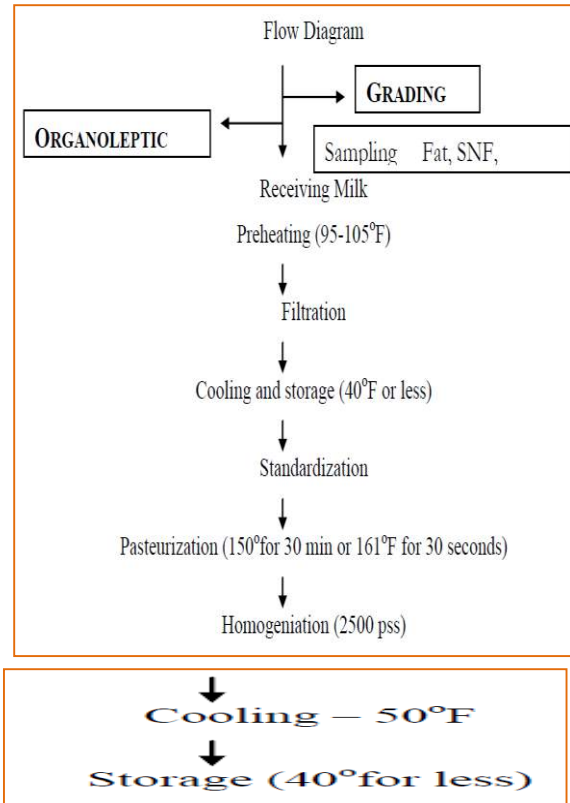 Flow Diagram
GRADING
ORGANOLEPTIC
Sampling Fat, SNF,
Receiving Milk
Preheating (95-105°F)
Filtration
Cooling and storage (40°F or less)
Standardization
Pasteurization (150°for 30 min or 161°F for 30 seconds)
Homogeniation (2500 pss)
Cooling – 50°F
Storage (40°for less)